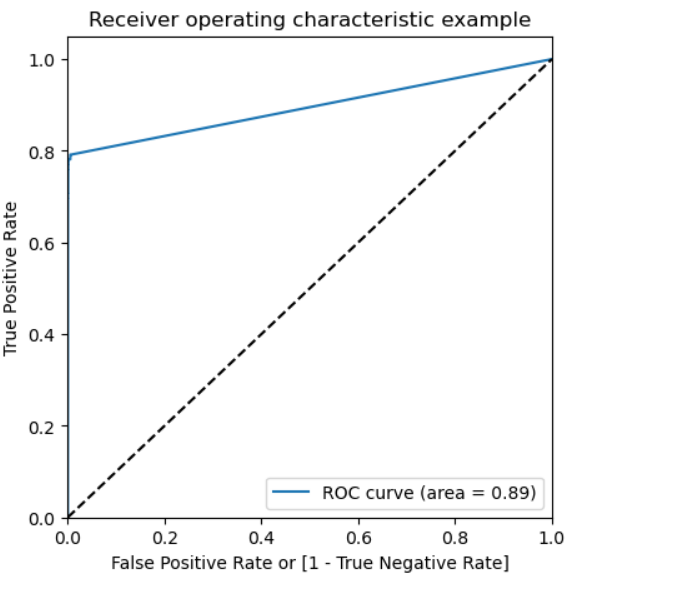 Receiver operating characteristic example
True Positive Rate
1.0
0.8
0.6
0.4
0.2
0.0
ROC curve (area = 0.89)
0.0 0.2 0.4 0.6 0.8 1.0
False Positive Rate or [1 - True Negative Rate]